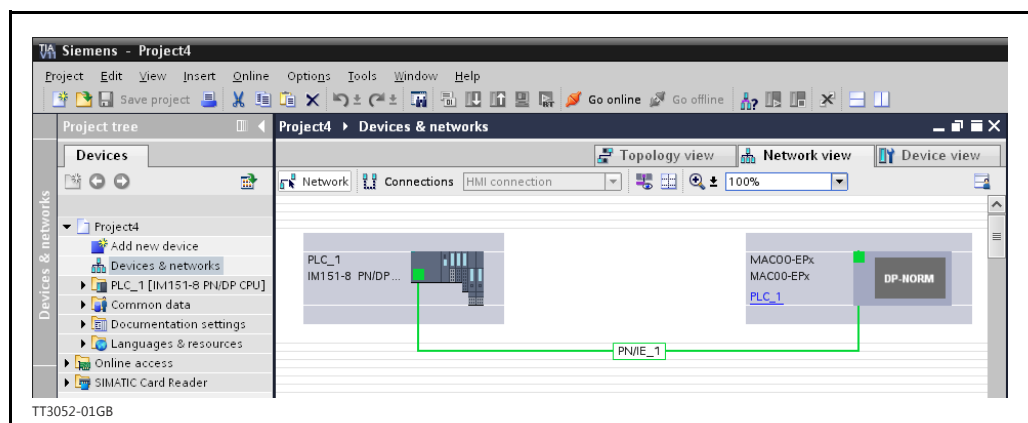 Siemens - Project4
Project Edit View Insert Online Options Tools Window Help
Save project Go online Go offline
Project tree
Project4 Devices & networks
Devices
Topology view Network view Device view
Network Connections HMI connection 100%
Devices & networks
Project4
Add new device
Devices & networks
PLC_1 [IM151-8 PN/DP CPU]
Common data
Documentation settings
Languages & resources
Online access
SIMATIC Card Reader
PLC_1
IM151-8 PN/DP...
MAC00-EPx
MAC00-EPx
PLC_1
DP-NORM
PN/IE_1
TT3052-01GB